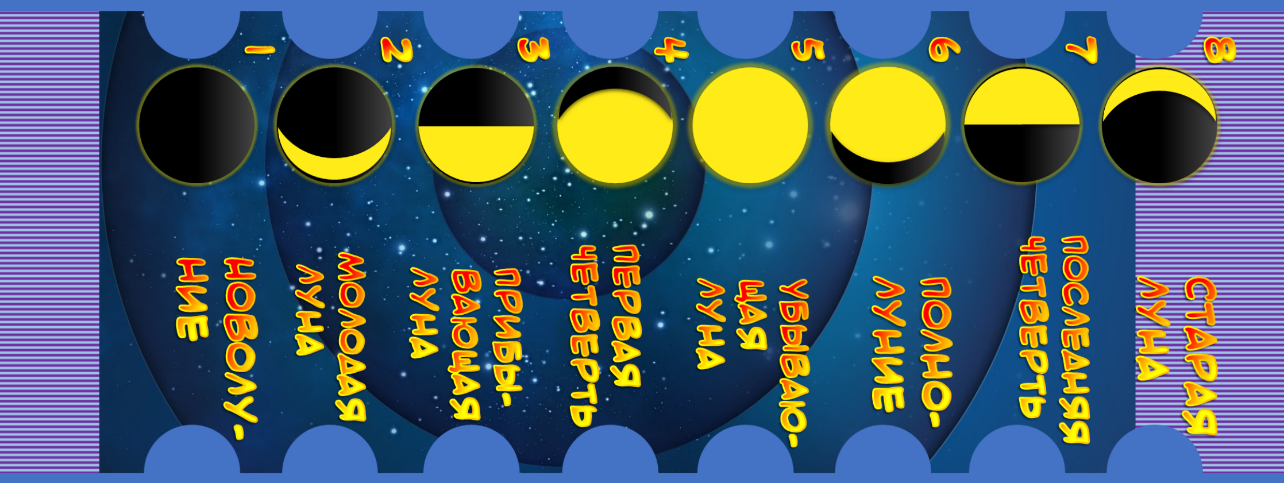 1
2
3
4
5
6
7
8
НОВОЛУ-
НИЕ
МОЛОДАЯ
ЛУНА
ПРИБЫ-
ВАЮЩАЯ
ЛУНА
ПЕРВАЯ
ЧЕТВЕРТЬ
УБЫВАЮ-
ЩАЯ
ЛУНА
ПОЛНО-
ЛУНИЕ
ПОСЛЕДНЯЯ
ЧЕТВЕРТЬ
СТАРАЯ
ЛУНА